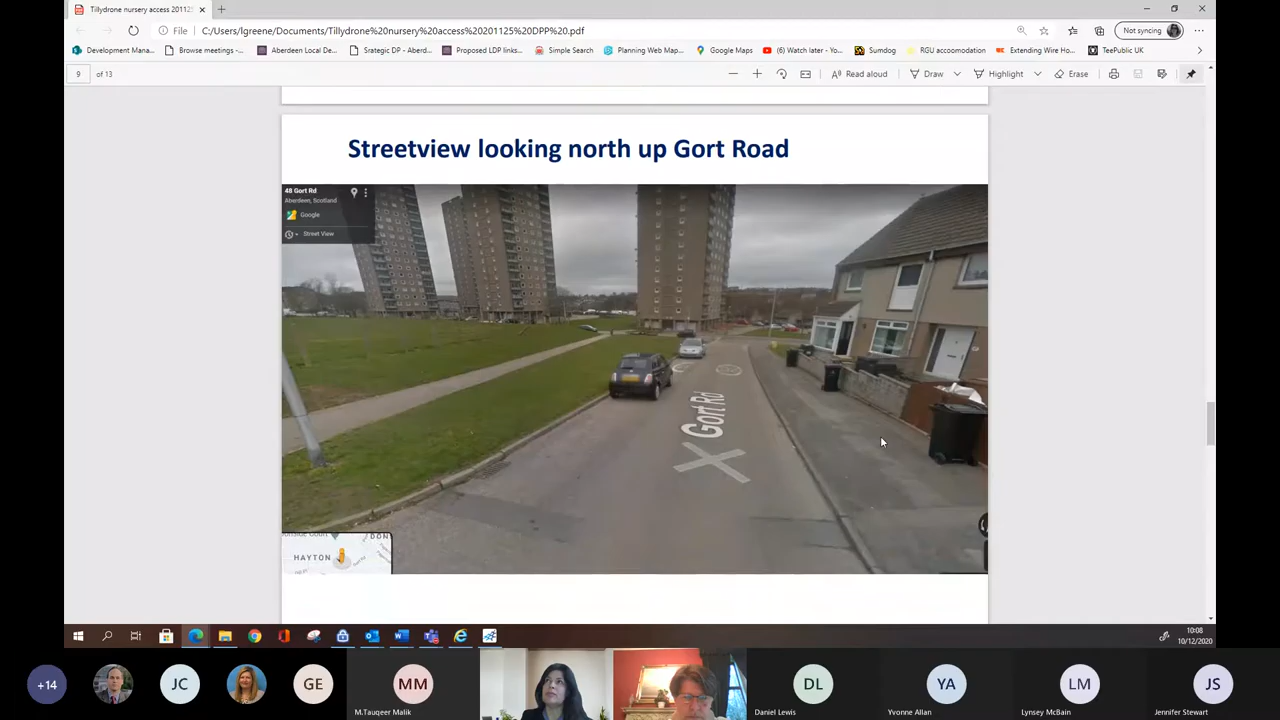 Tillydrone nursery access 20112
File
C:/Users/lgreene/Documents/Tillydrone%20nursery%20access%20201125%20DPP%20.pdf
Not syncing
Development Mana...
Browse meetings -...
Aberdeen Local De...
Srategic DP - Aberd...
Proposed LDP links...
Simple Search
Planning Web Map...
Google Maps
(6) Watch later - Yo...
Sumdog
RGU accoomodation
Extending Wire Ho...
TeePublic UK
9 of 13
Read aloud
Draw
Highlight
Erase
Streetview looking north up Gort Road
48 Gort Rd
Aberdeen, Scotland
Google
Street View
Gort Rd
HAYTON
DON
10:08
10/12/2020
+14
JC
GE
MM
M.Tauqeer Malik
DL
Daniel Lewis
YA
Yvonne Allan
LM
Lynsey McBain
JS
Jennifer Stewart